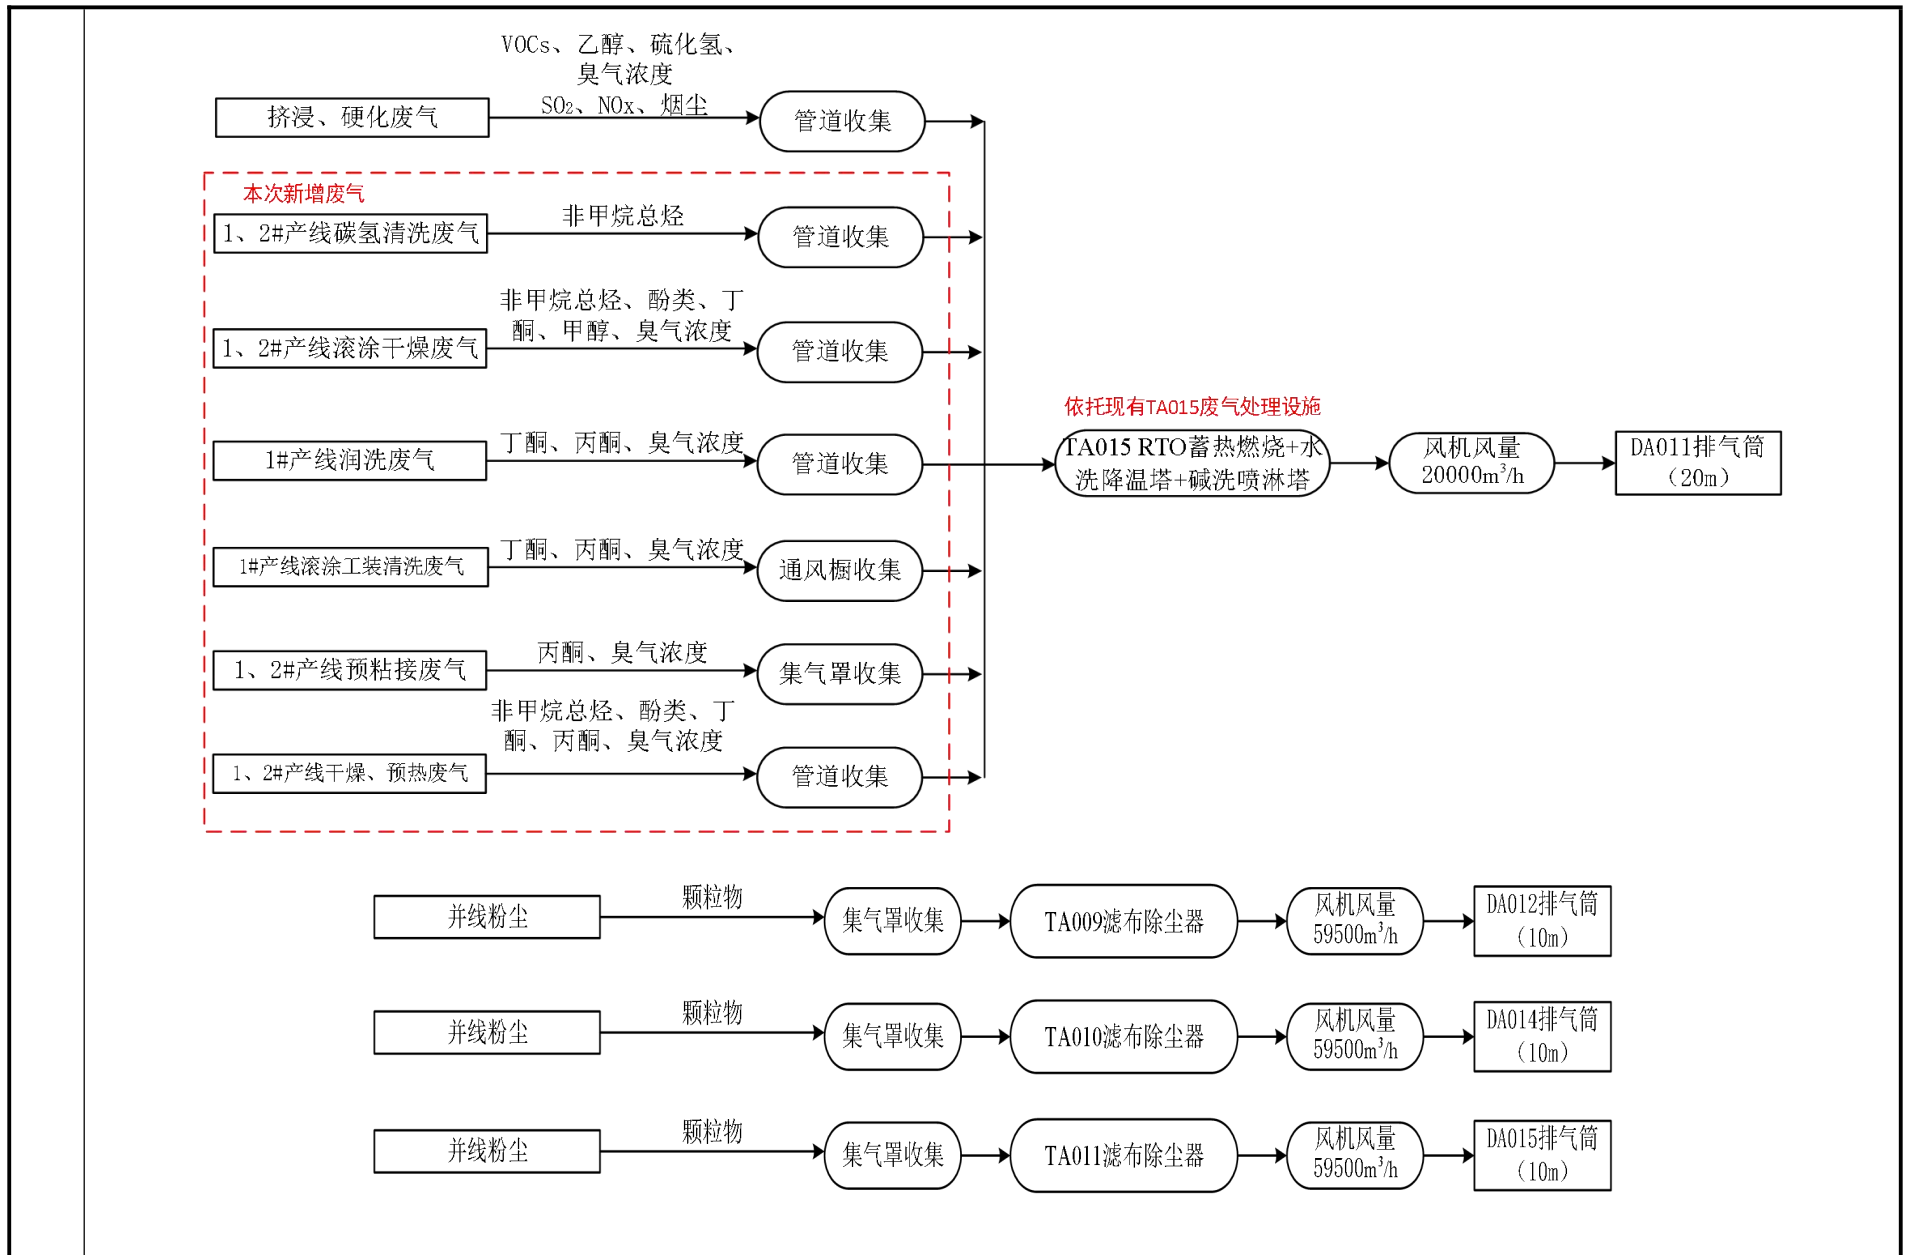 VOCs、乙醇、硫化氢、
臭气浓度
SO₂、NOx、烟尘
挤浸、硬化废气
管道收集
本次新增废气
1、2#产线碳氢清洗废气
非甲烷总烃
管道收集
非甲烷总烃、酚类、丁
酮、甲醇、臭气浓度
1、2#产线滚涂干燥废气
管道收集
丁酮、丙酮、臭气浓度
1#产线润洗废气
管道收集
依托现有TA015废气处理设施
TA015 RTO蓄热燃烧+水
洗降温塔+碱洗喷淋塔
风机风量
20000m³/h
DA011排气筒
（20m）
丁酮、丙酮、臭气浓度
1#产线滚涂工装清洗废气
通风橱收集
丙酮、臭气浓度
1、2#产线预粘接废气
集气罩收集
非甲烷总烃、酚类、丁
酮、丙酮、臭气浓度
1、2#产线干燥、预热废气
管道收集
并线粉尘
颗粒物
集气罩收集
TA009滤布除尘器
风机风量
59500m³/h
DA012排气筒
（10m）
并线粉尘
颗粒物
集气罩收集
TA010滤布除尘器
风机风量
59500m³/h
DA014排气筒
（10m）
并线粉尘
颗粒物
集气罩收集
TA011滤布除尘器
风机风量
59500m³/h
DA015排气筒
（10m）